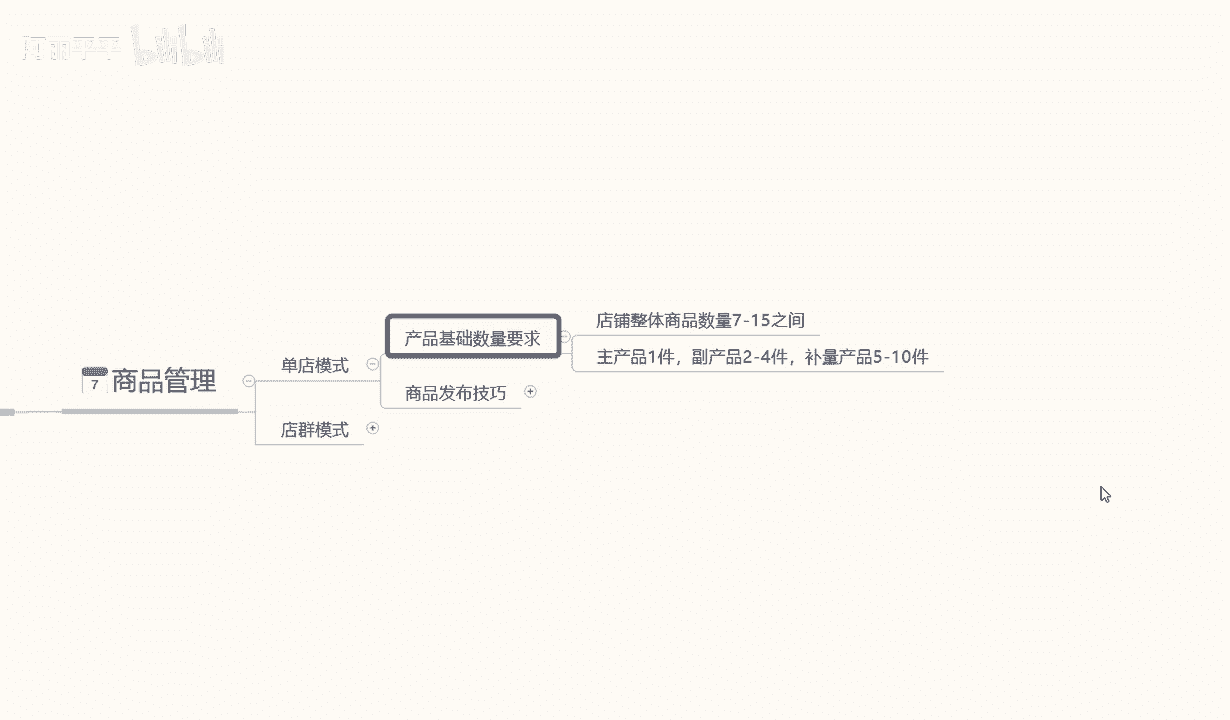 bilibili
7
商品管理
单店模式
产品基础数量要求
店铺整体商品数量7-15之间
主产品1件，副产品2-4件，补量产品5-10件
商品发布技巧
店群模式